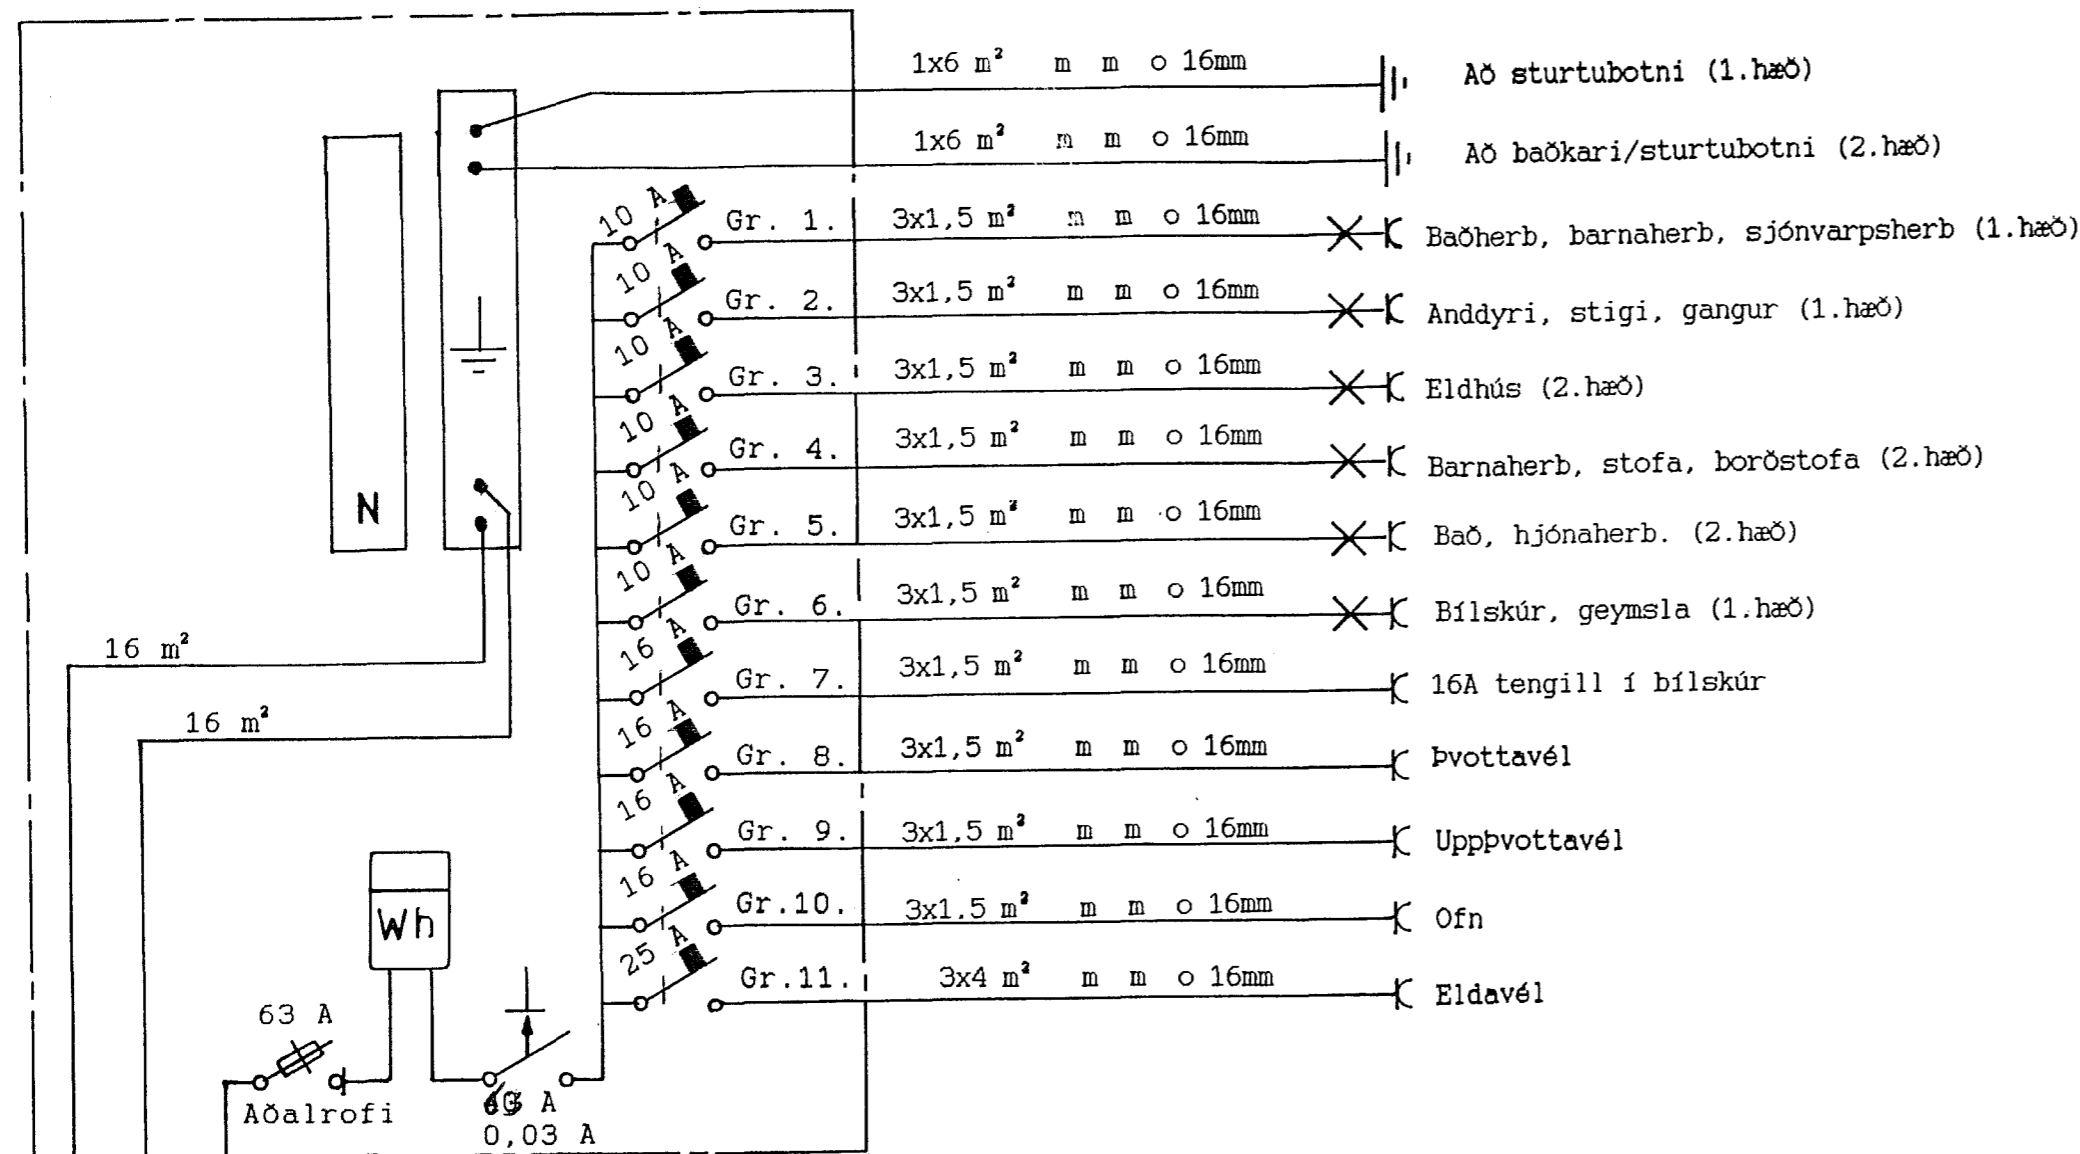 1x6 m² m m o 16mm Að sturtubotni (1.hæð)
1x6 m² m m o 16mm Að baðkari/sturtubotni (2.hæð)
10 A Gr. 1. 3x1,5 m² m m o 16mm Baðherb, barnaherb, sjónvarpsherb (1.hæð)
10 A Gr. 2. 3x1,5 m² m m o 16mm Anddyri, stigi, gangur (1.hæð)
10 A Gr. 3. 3x1,5 m² m m o 16mm Eldhús (2.hæð)
10 A Gr. 4. 3x1,5 m² m m o 16mm Barnaherb, stofa, borðstofa (2.hæð)
N
10 A Gr. 5. 3x1,5 m² m m o 16mm Bað, hjónaherb. (2.hæð)
10 A Gr. 6. 3x1,5 m² m m o 16mm Bílskúr, geymsla (1.hæð)
16 m²
16 A Gr. 7. 3x1,5 m² m m o 16mm 16A tengill í bílskúr
16 m²
16 A Gr. 8. 3x1,5 m² m m o 16mm Þvottavél
16 A Gr. 9. 3x1,5 m² m m o 16mm Uppþvottavél
16 A Gr.10. 3x1,5 m² m m o 16mm Ofn
Wh
25 A Gr.11. 3x4 m² m m o 16mm Eldavél
63 A
Aðalrofi
A
0,03 A